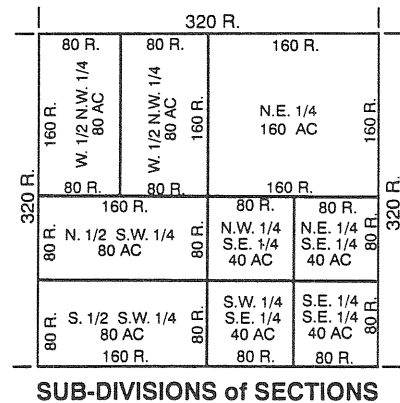 320 R.
80 R.
80 R.
160 R.
320 R.
160 R.
W. 1/2 N.W. 1/4
80 AC
W. 1/2 N.W. 1/4
80 AC
160 R.
N.E. 1/4
160 AC
160 R.
320 R.
80 R.
80 R.
160 R.
160 R.
80 R.
80 R.
80 R.
N. 1/2 S.W. 1/4
80 AC
80 R.
N.W. 1/4
S.E. 1/4
40 AC
N.E. 1/4
S.E. 1/4
40 AC
80 R.
80 R.
S. 1/2 S.W. 1/4
80 AC
80 R.
S.W. 1/4
S.E. 1/4
40 AC
S.E. 1/4
S.E. 1/4
40 AC
80 R.
160 R.
80 R.
80 R.
SUB-DIVISIONS of SECTIONS